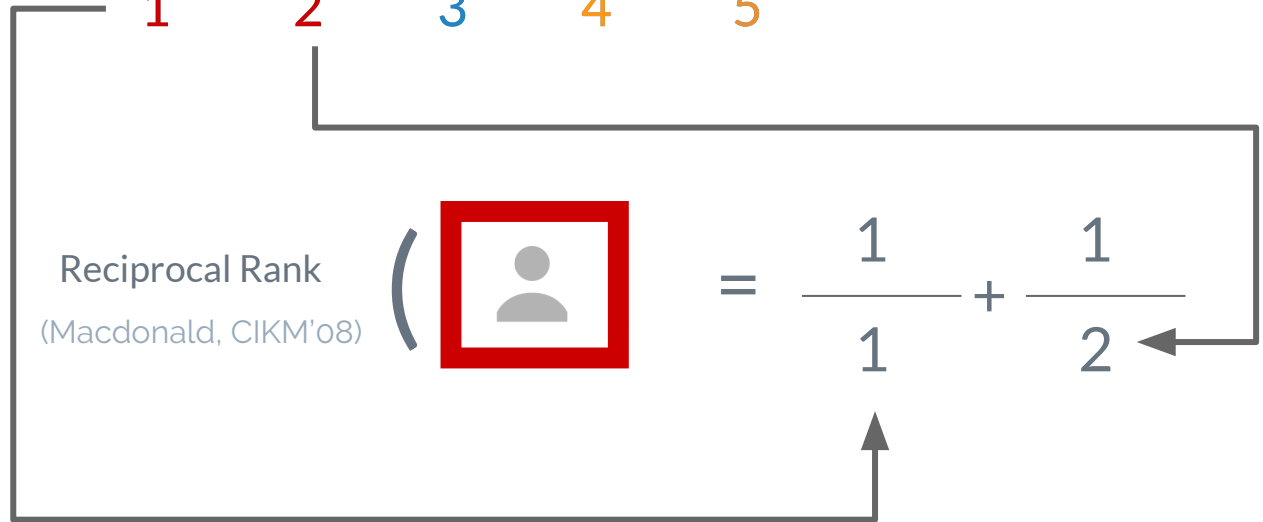 1 2 3 4 5
Reciprocal Rank
(Macdonald, CIKM'08)
( = 1/1 + 1/2